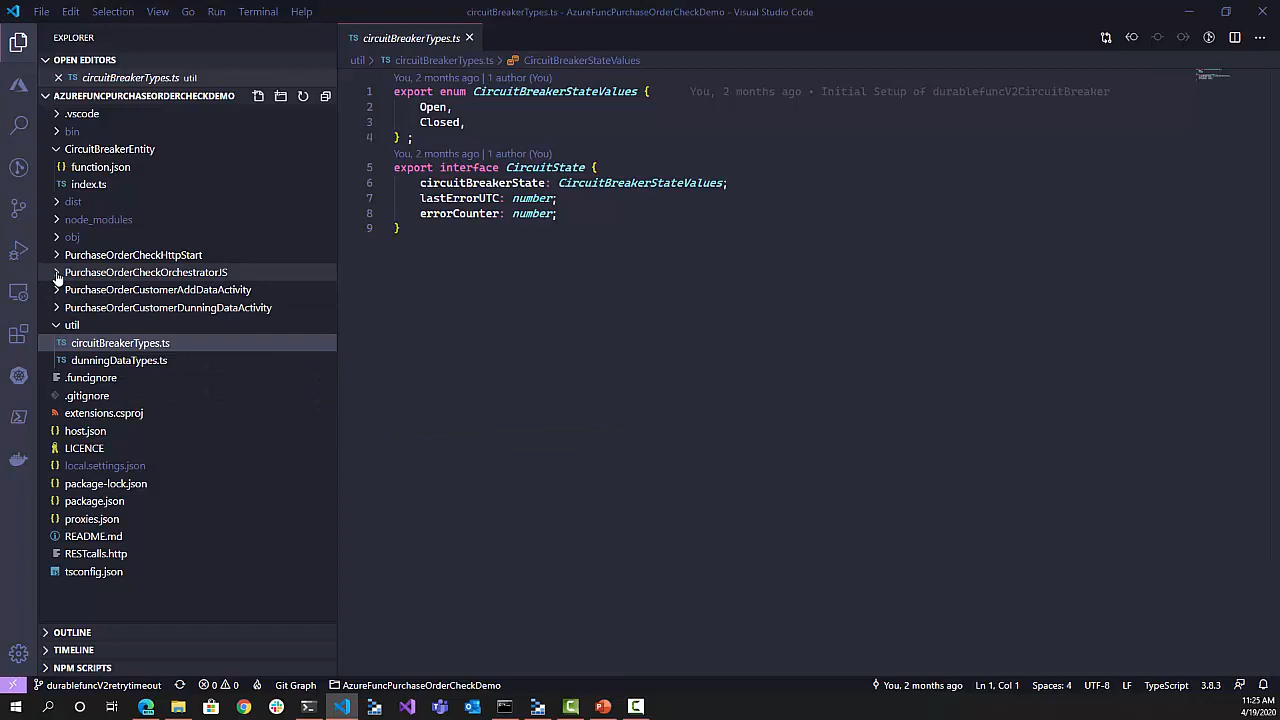 File Edit Selection View Go Run Terminal Help
circuitBreakerTypes.ts - AzureFuncPurchaseOrderCheckDemo - Visual Studio Code
EXPLORER
OPEN EDITORS
TS circuitBreakerTypes.ts util
AZUREFUNCPURCHASEORDERCHECKDEMO
.vscode
bin
CircuitBreakerEntity
{} function.json
TS index.ts
dist
node_modules
obj
PurchaseOrderCheckHttpStart
PurchaseOrderCheckOrchestratorJS
PurchaseOrderCustomerAddDataActivity
PurchaseOrderCustomerDunningDataActivity
util
TS circuitBreakerTypes.ts
TS dunningDataTypes.ts
.funcignore
.gitignore
extensions.csproj
{} host.json
LICENCE
{} local.settings.json
{} package-lock.json
{} package.json
{} proxies.json
README.md
RESTcalls.http
tsconfig.json
OUTLINE
TIMELINE
NPM SCRIPTS
TS circuitBreakerTypes.ts
util > TS circuitBreakerTypes.ts > CircuitBreakerStateValues
You, 2 months ago | 1 author (You)
1 export enum CircuitBreakerStateValues { You, 2 months ago • Initial Setup of durablefuncV2CircuitBreaker
2 Open,
3 Closed,
4 } ;
You, 2 months ago | 1 author (You)
5 export interface CircuitState {
6 circuitBreakerState: CircuitBreakerStateValues;
7 lastErrorUTC: number;
8 errorCounter: number;
9 }
durablefuncV2retrytimeout 0 0 Git Graph AzureFuncPurchaseOrderCheckDemo You, 2 months ago Ln 1, Col 1 Spaces: 4 UTF-8 LF TypeScript 3.8.3
11:25 AM
4/19/2020